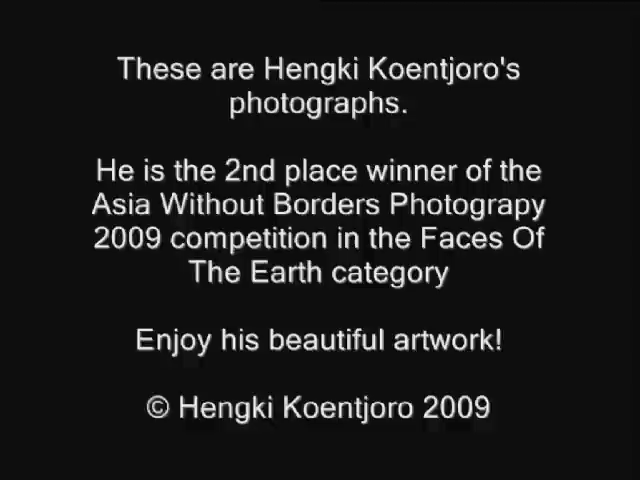 These are Hengki Koentjoro's
photographs.
He is the 2nd place winner of the
Asia Without Borders Photograpy
2009 competition in the Faces Of
The Earth category
Enjoy his beautiful artwork!
© Hengki Koentjoro 2009